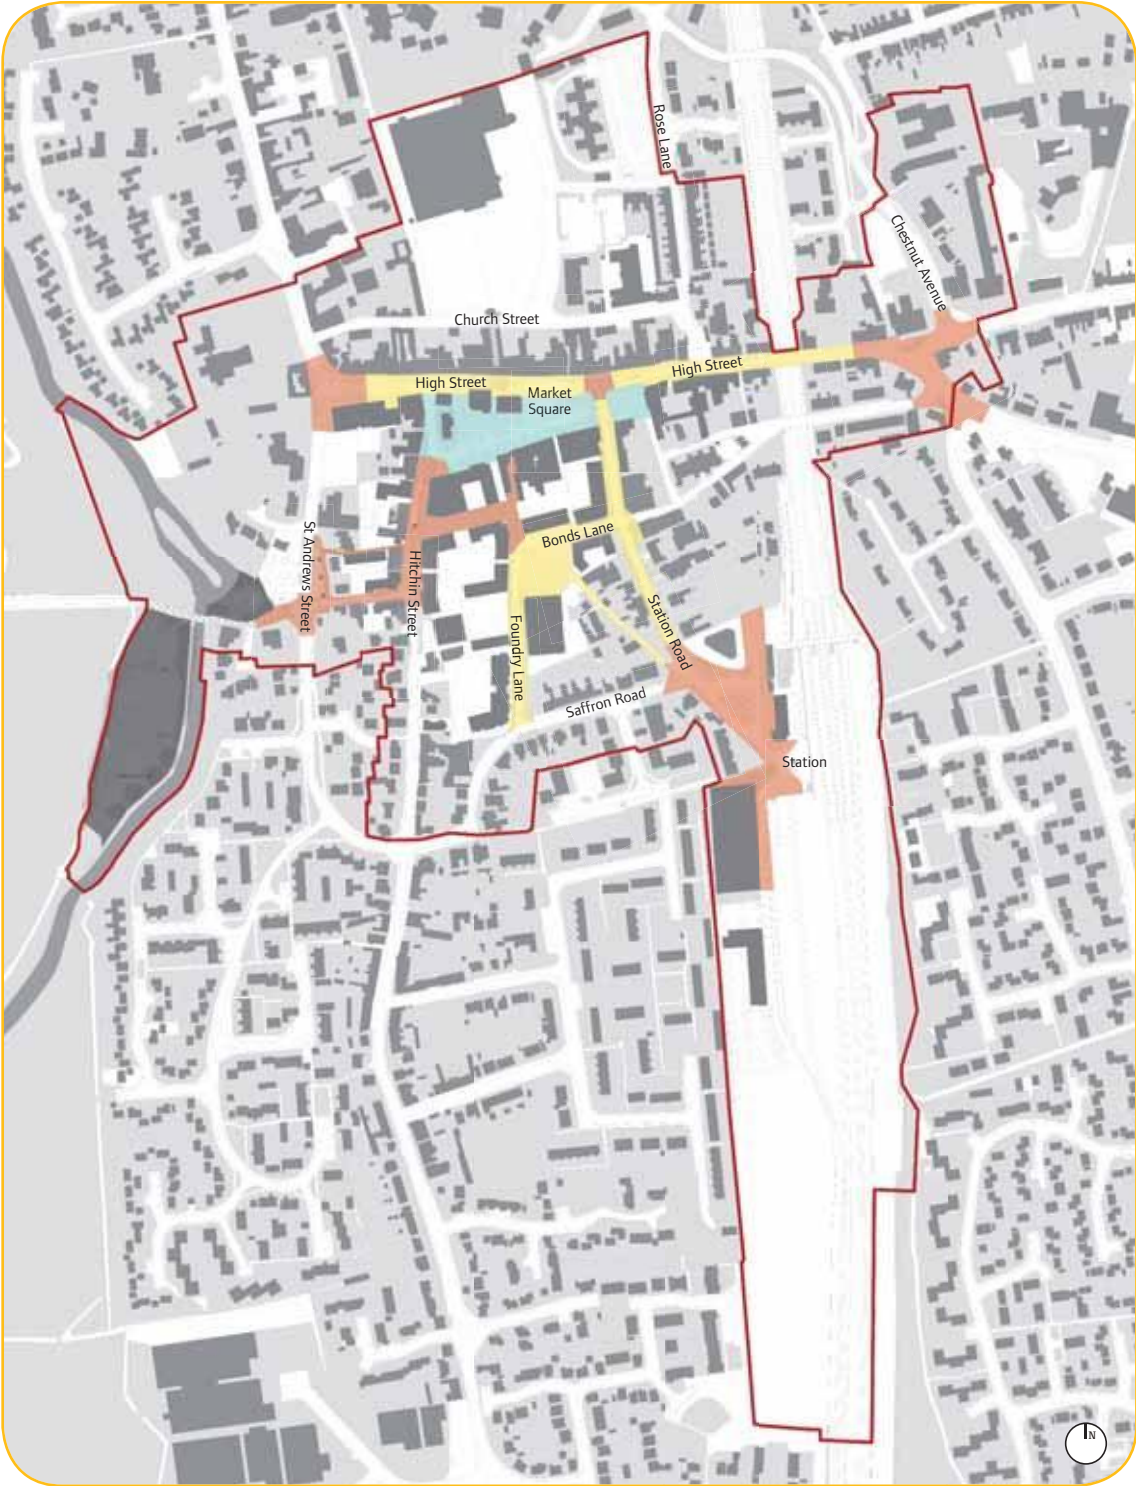 Rose Lane
Chestnut Avenue
Church Street
High Street
High Street
Market
Square
Bonds Lane
St Andrews Street
Hitchin Street
Station Road
Foundry Lane
Saffron Road
Station
N